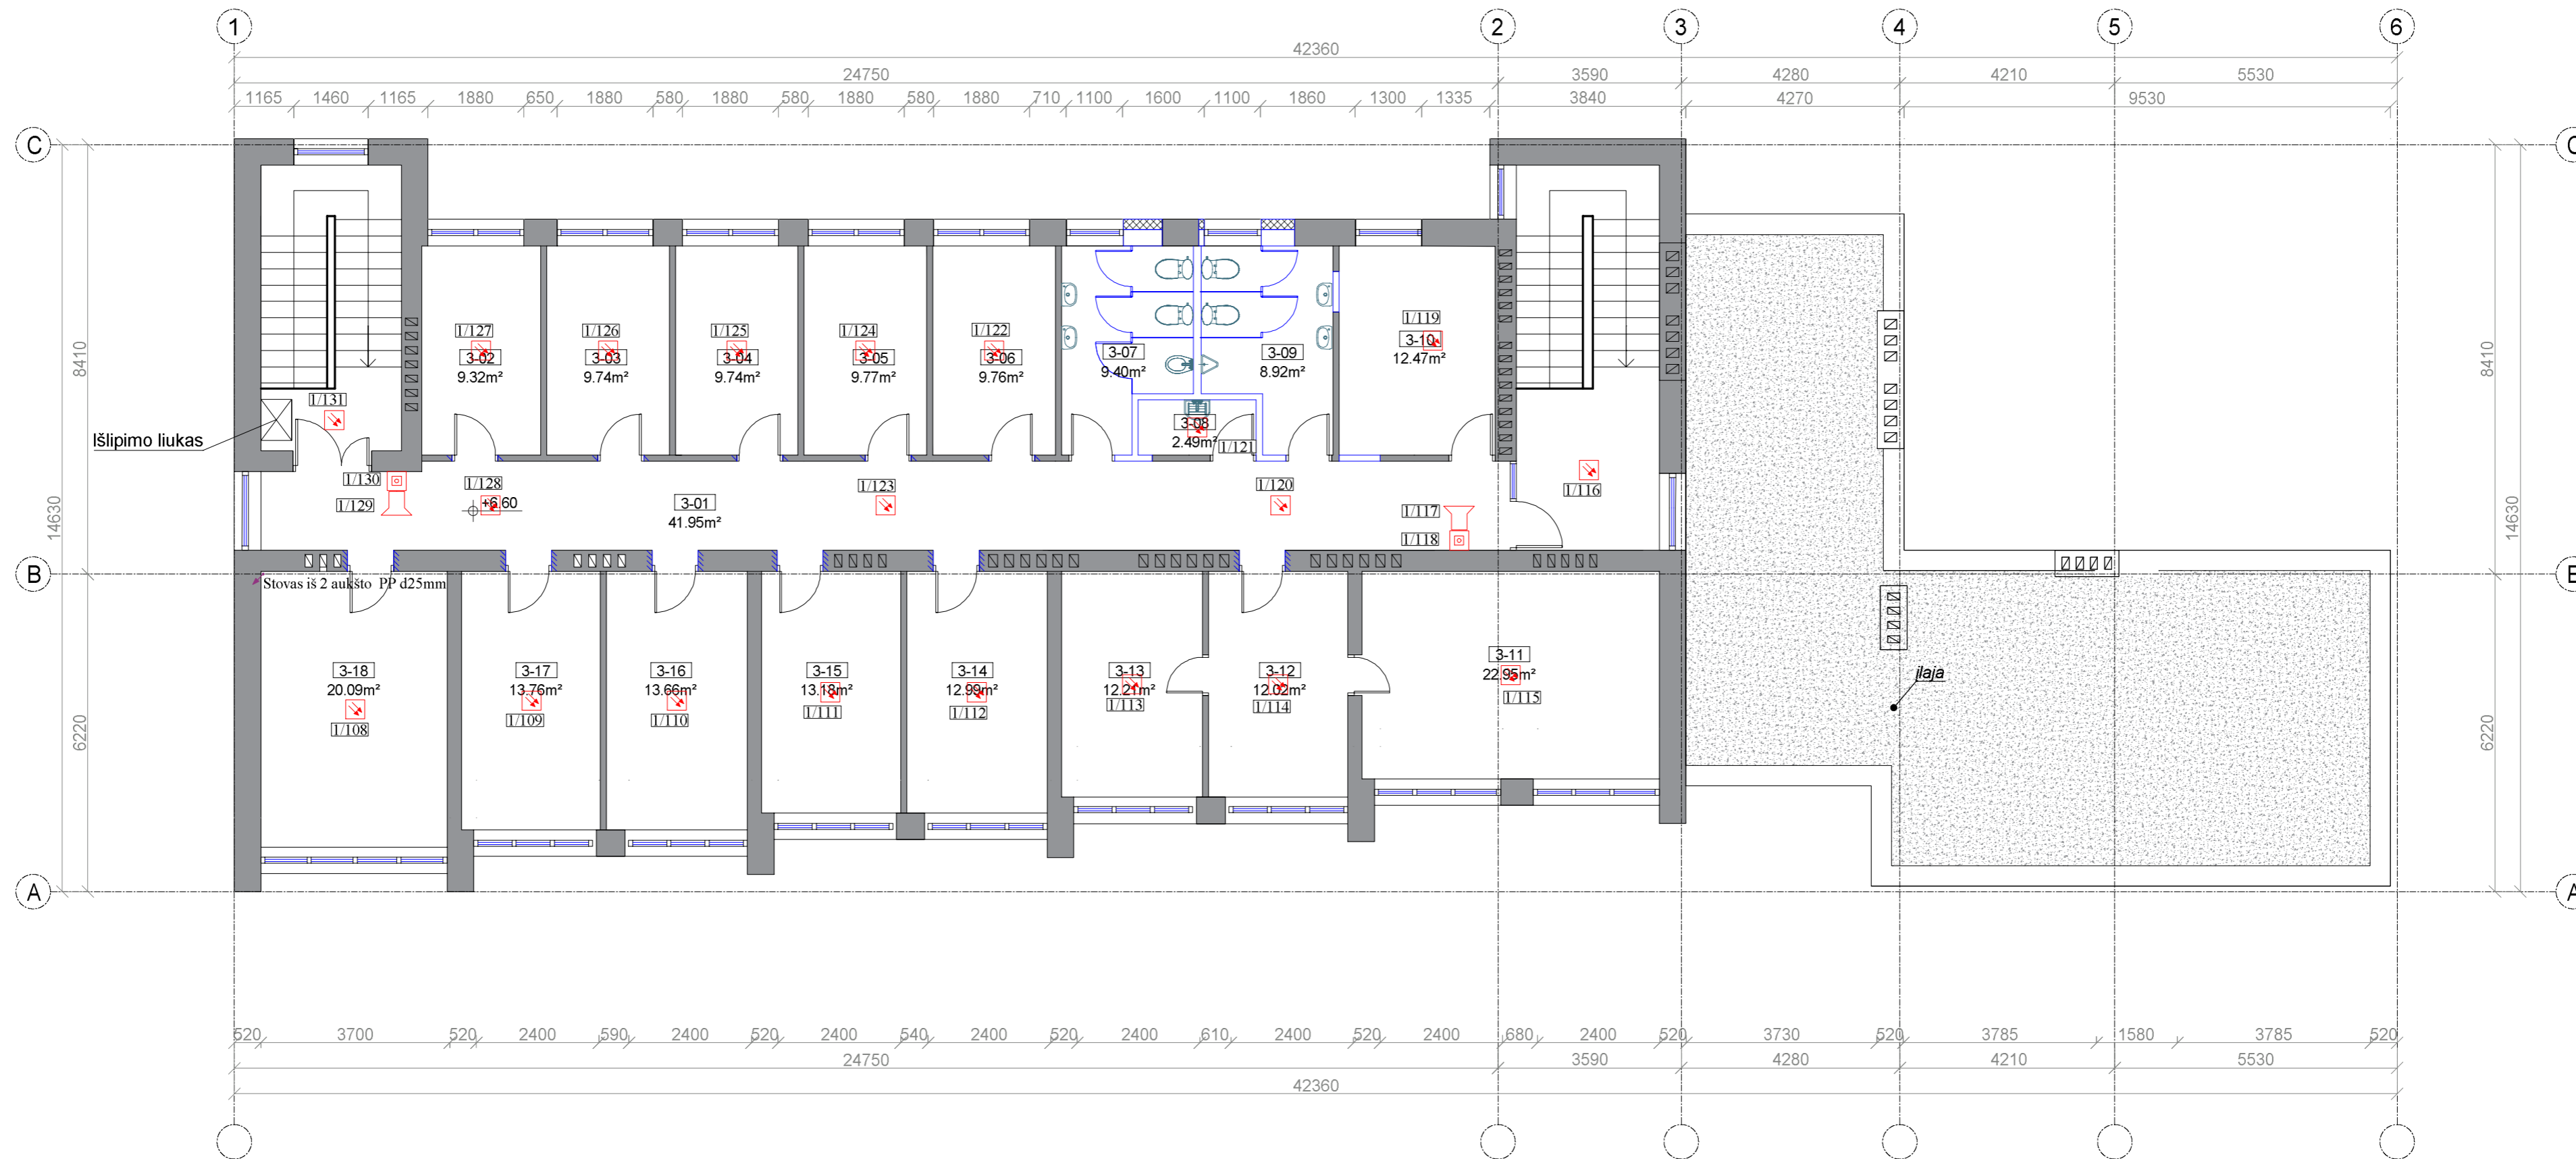 1 2 3 4 5 6
42360
24750 3590 4280 4210 5530
1165 1460 1165 1880 650 1880 580 1880 580 1880 580 1880 710 1100 1600 1100 1860 1300 1335 3840 4270 9530
C C
1/127 1/126 1/125 1/124 1/122 1/119
3-02 3-03 3-04 3-05 3-06 3-07 3-09 3-10
9.32m² 9.74m² 9.74m² 9.77m² 9.76m² 9.40m² 8.92m² 12.47m²
8410 8410
1/131
Išlipimo liukas
3-08
2.49m²
1/121
1/130 1/128 1/123 1/120 1/116
1/129 +6.60 3-01 1/117
41.95m² 1/118
14630 14630
B B
Stovas iš 2 aukšto PP d25mm
3-18 3-17 3-16 3-15 3-14 3-13 3-12 3-11
20.09m² 13.76m² 13.66m² 13.18m² 12.99m² 12.21m² 12.02m² 22.95m²
1/108 1/109 1/110 1/111 1/112 1/113 1/114 1/115
įlaja
6220 6220
A A
520 3700 520 2400 590 2400 520 2400 540 2400 520 2400 610 2400 520 2400 680 2400 520 3730 520 3785 1580 3785 520
24750 3590 4280 4210 5530
42360